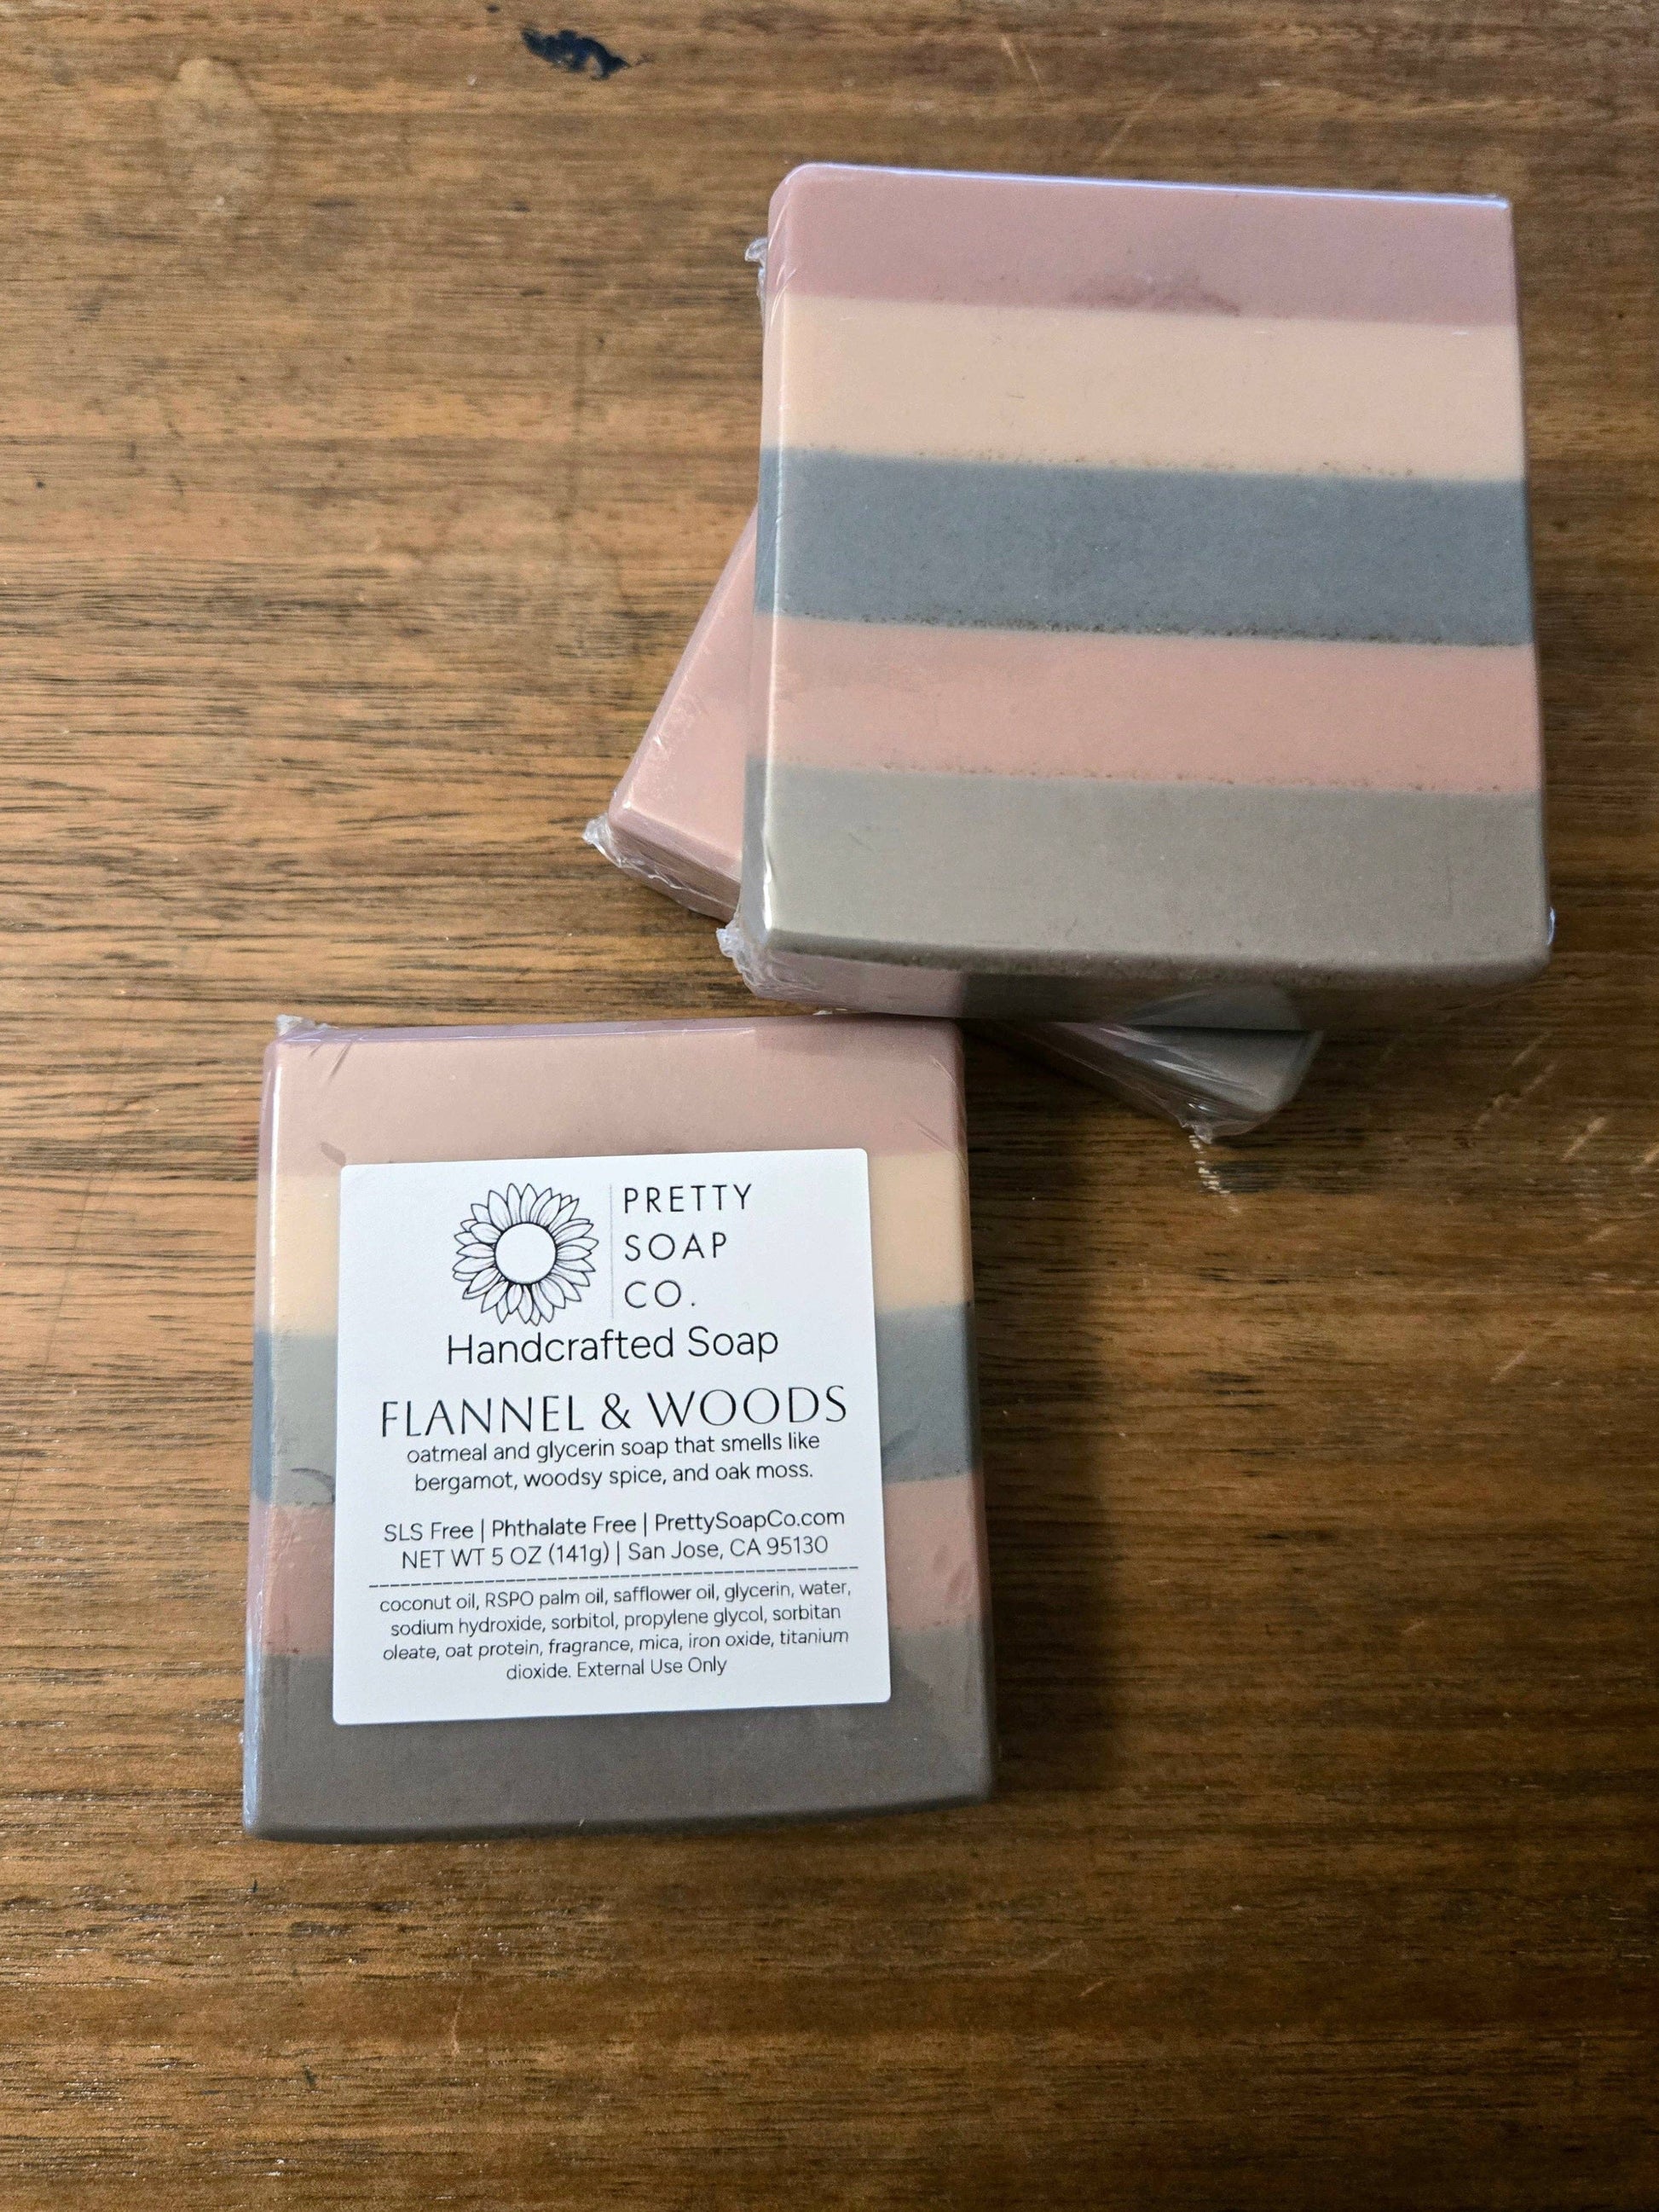 PRETTY
SOAP
CO.
Handcrafted Soap
FLANNEL & WOODS
oatmeal and glycerin soap that smells like
bergamot, woodsy spice, and oak moss.
SLS Free | Phthalate Free | PrettySoapCo.com
NET WT 5 OZ (141g) | San Jose, CA 95130
coconut oil, RSPO palm oil, safflower oil, glycerin, water,
sodium hydroxide, sorbitol, propylene glycol, sorbitan
oleate, oat protein, fragrance, mica, iron oxide, titanium
dioxide. External Use Only